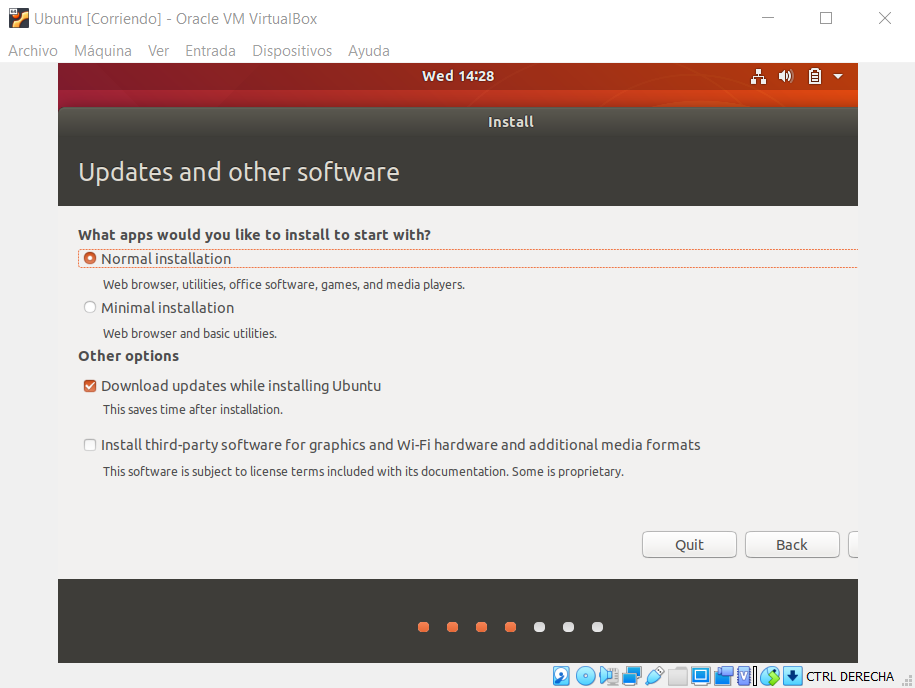 Ubuntu [Corriendo] - Oracle VM VirtualBox
Archivo Máquina Ver Entrada Dispositivos Ayuda
Wed 14:28
Install
Updates and other software
What apps would you like to install to start with?
Normal installation
Web browser, utilities, office software, games, and media players.
Minimal installation
Web browser and basic utilities.
Other options
Download updates while installing Ubuntu
This saves time after installation.
Install third-party software for graphics and Wi-Fi hardware and additional media formats
This software is subject to license terms included with its documentation. Some is proprietary.
Quit Back
CTRL DERECHA